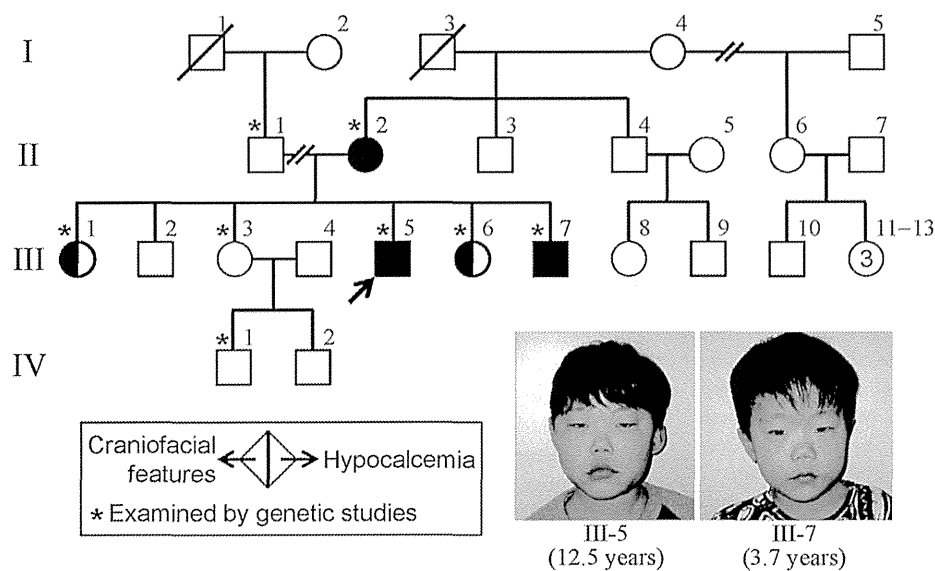 I 1 2 3 4 5
II * 1 * 2 3 4 5 6 7
III * 1 2 * 3 4 * 5 * 6 * 7 8 9 10 11–13
3
IV * 1 2
Craniofacial features
Hypocalcemia
* Examined by genetic studies
III-5
(12.5 years)
III-7
(3.7 years)